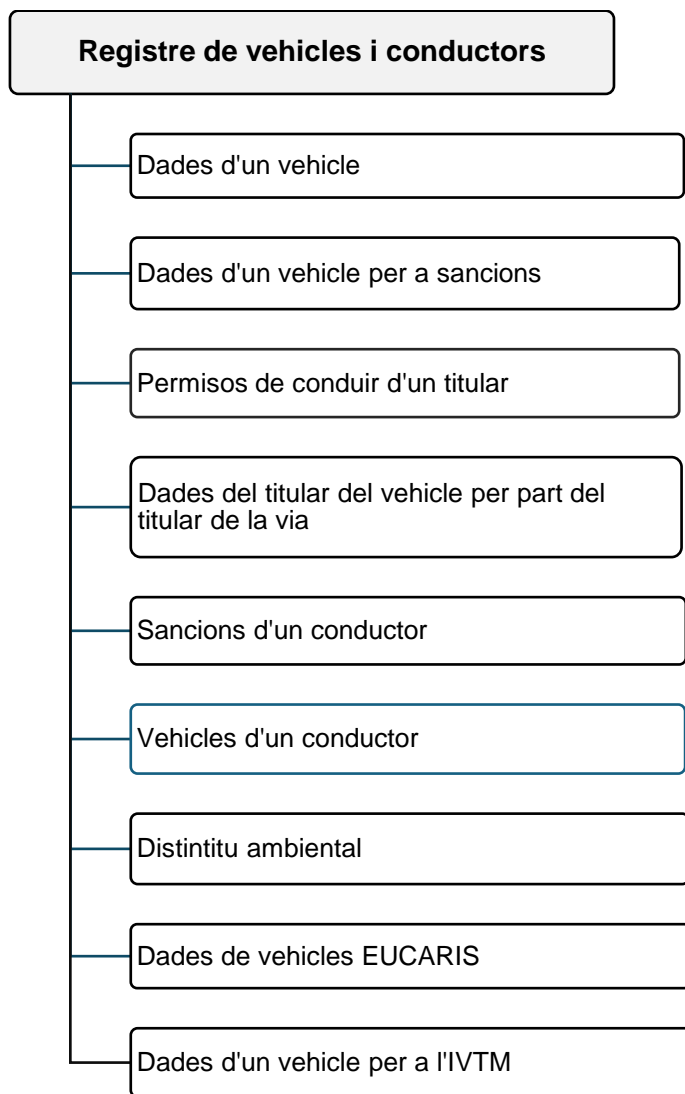 Registre de vehicles i conductors
Dades d'un vehicle
Dades d'un vehicle per a sancions
Permisos de conduir d'un titular
Dades del titular del vehicle per part del
titular de la via
Sancions d'un conductor
Vehicles d'un conductor
Distintitu ambiental
Dades de vehicles EUCARIS
Dades d'un vehicle per a l'IVTM